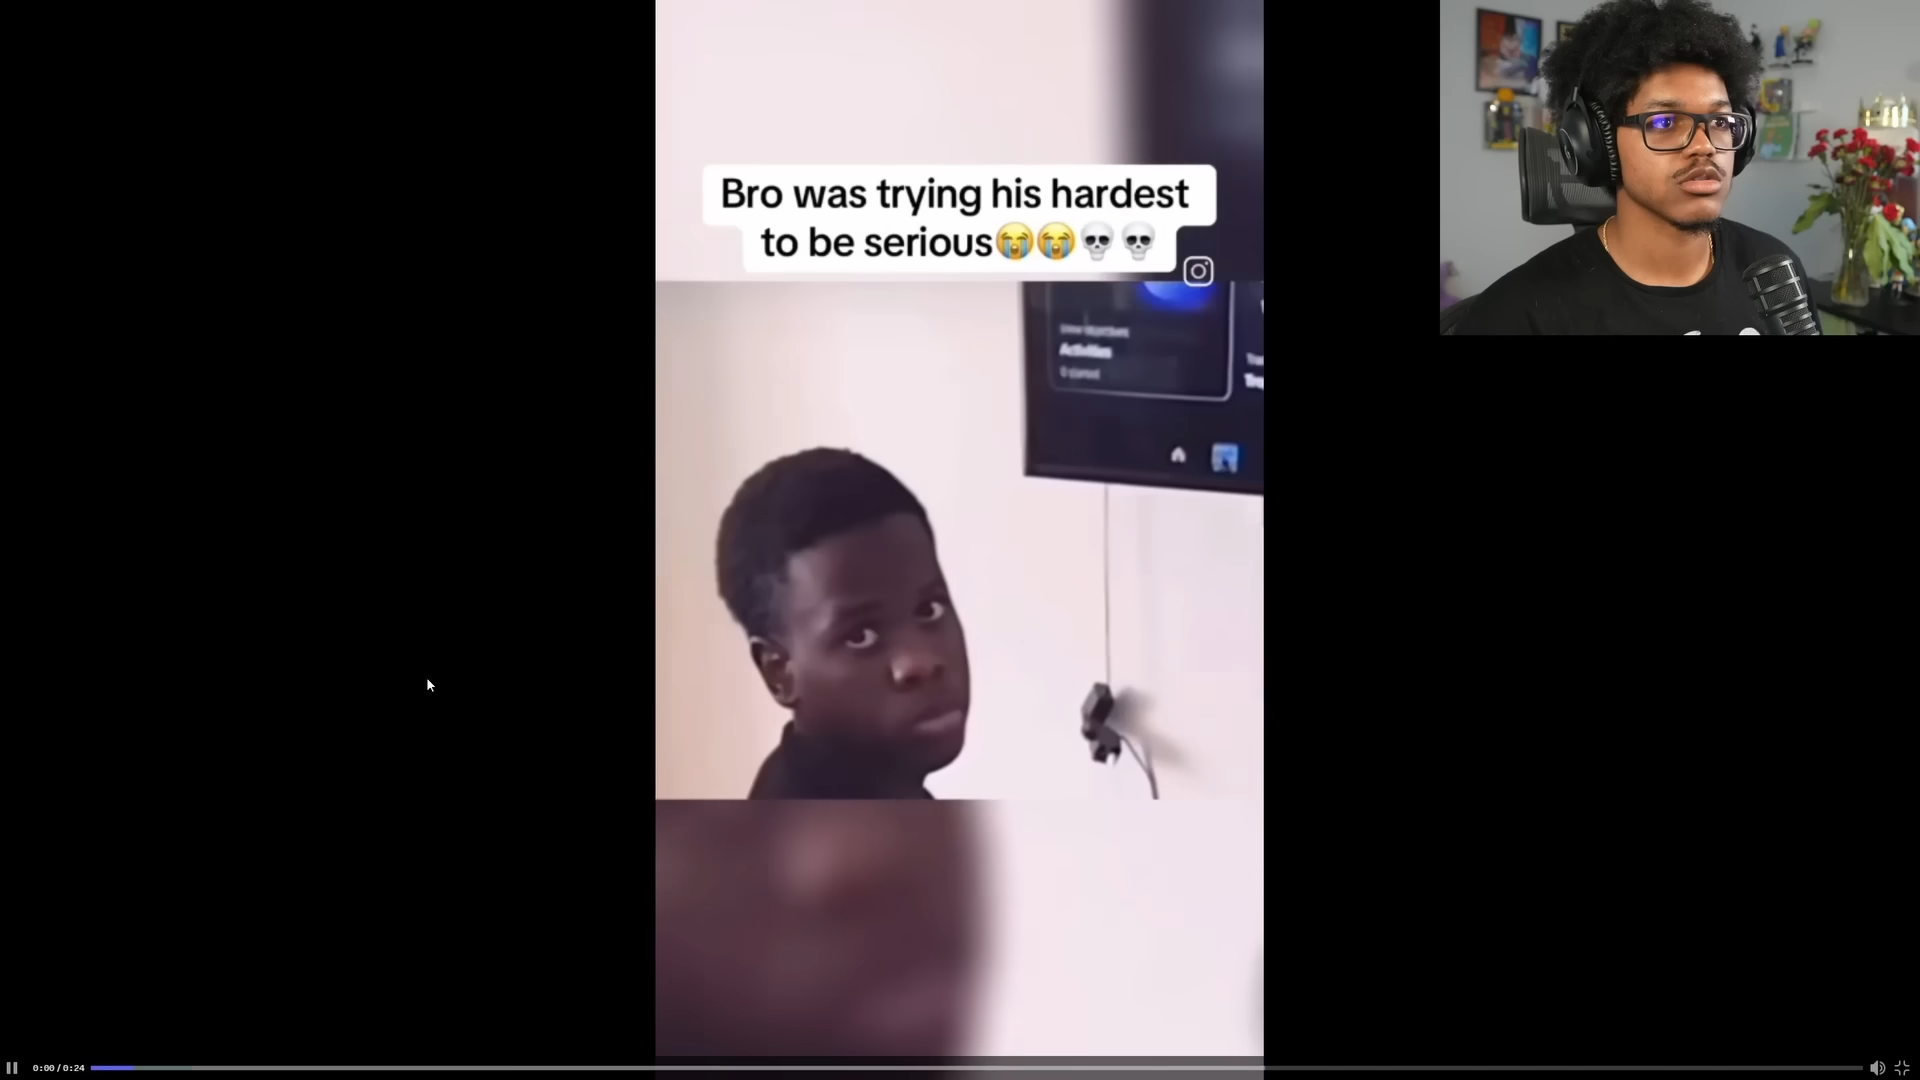 Bro was trying his hardest
to be serious😭😭💀💀
Activities
0:00 / 0:24